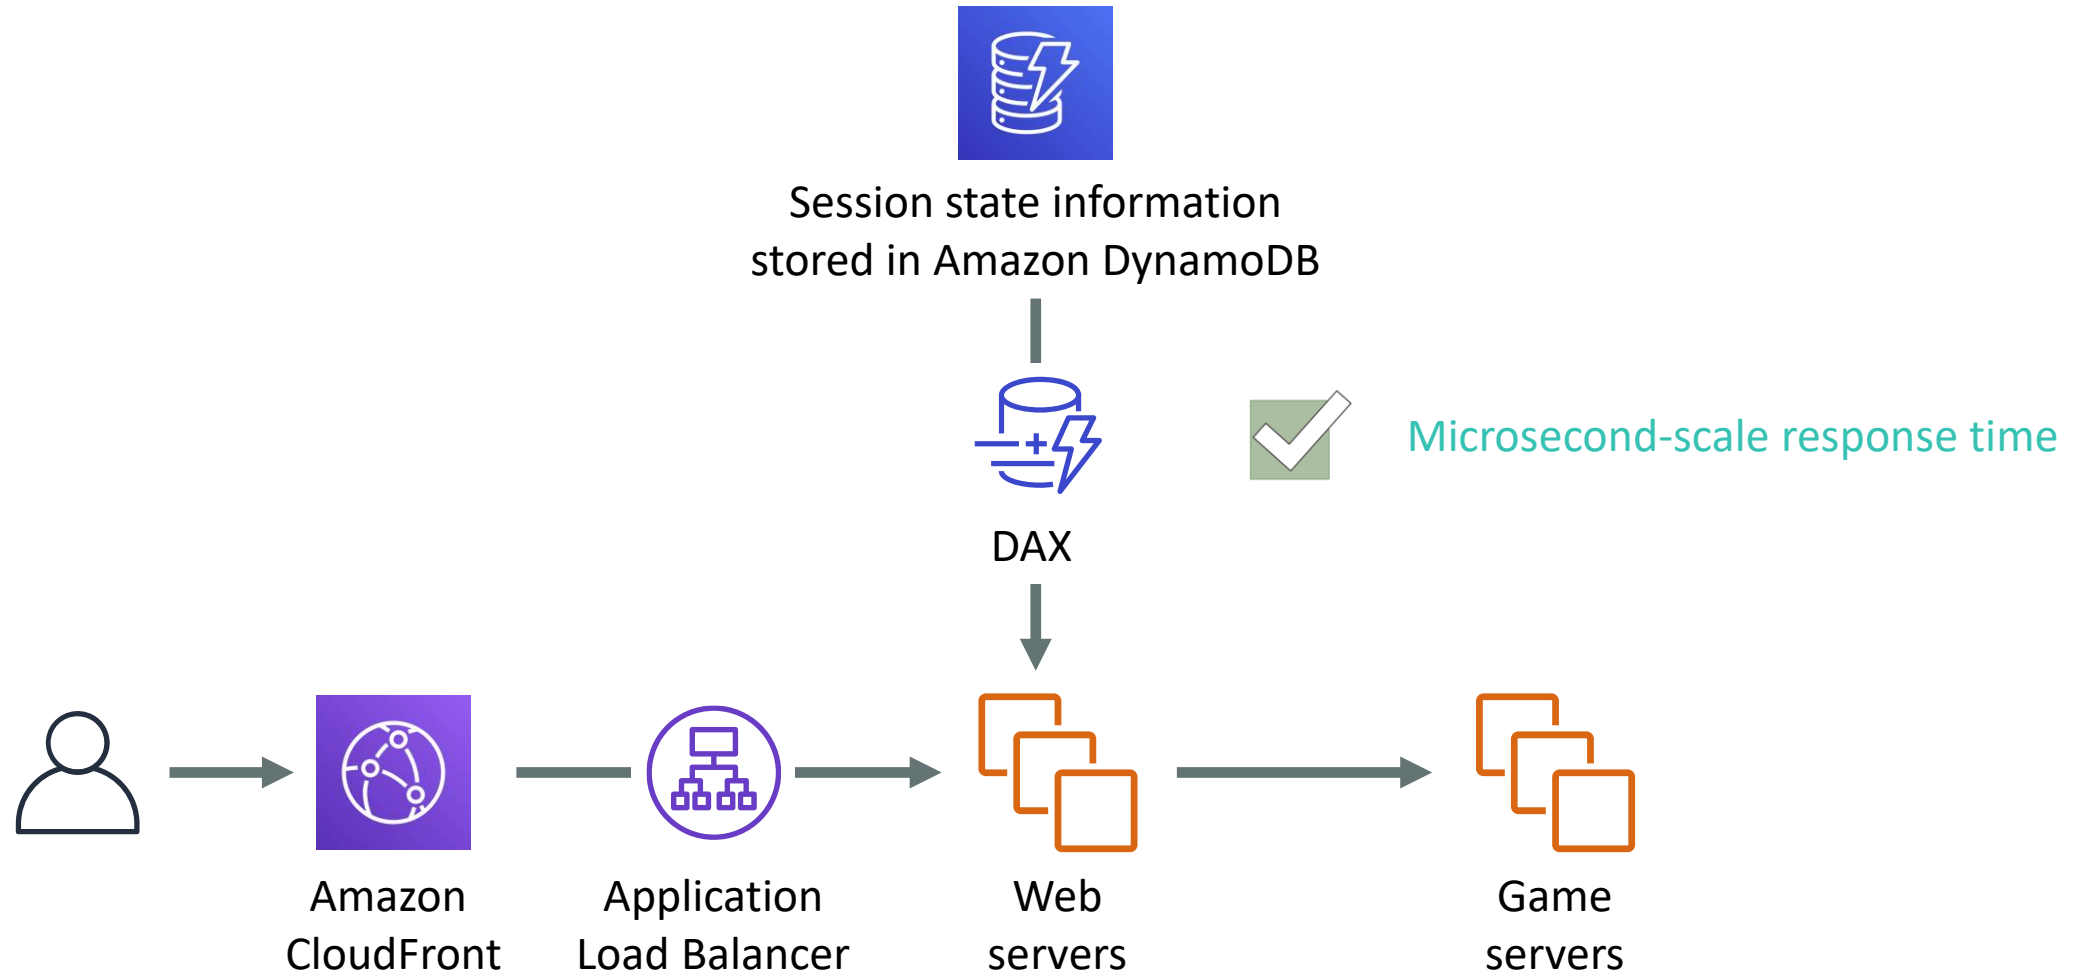 Session state information
stored in Amazon DynamoDB
Microsecond-scale response time
DAX
Amazon
CloudFront
Application
Load Balancer
Web
servers
Game
servers